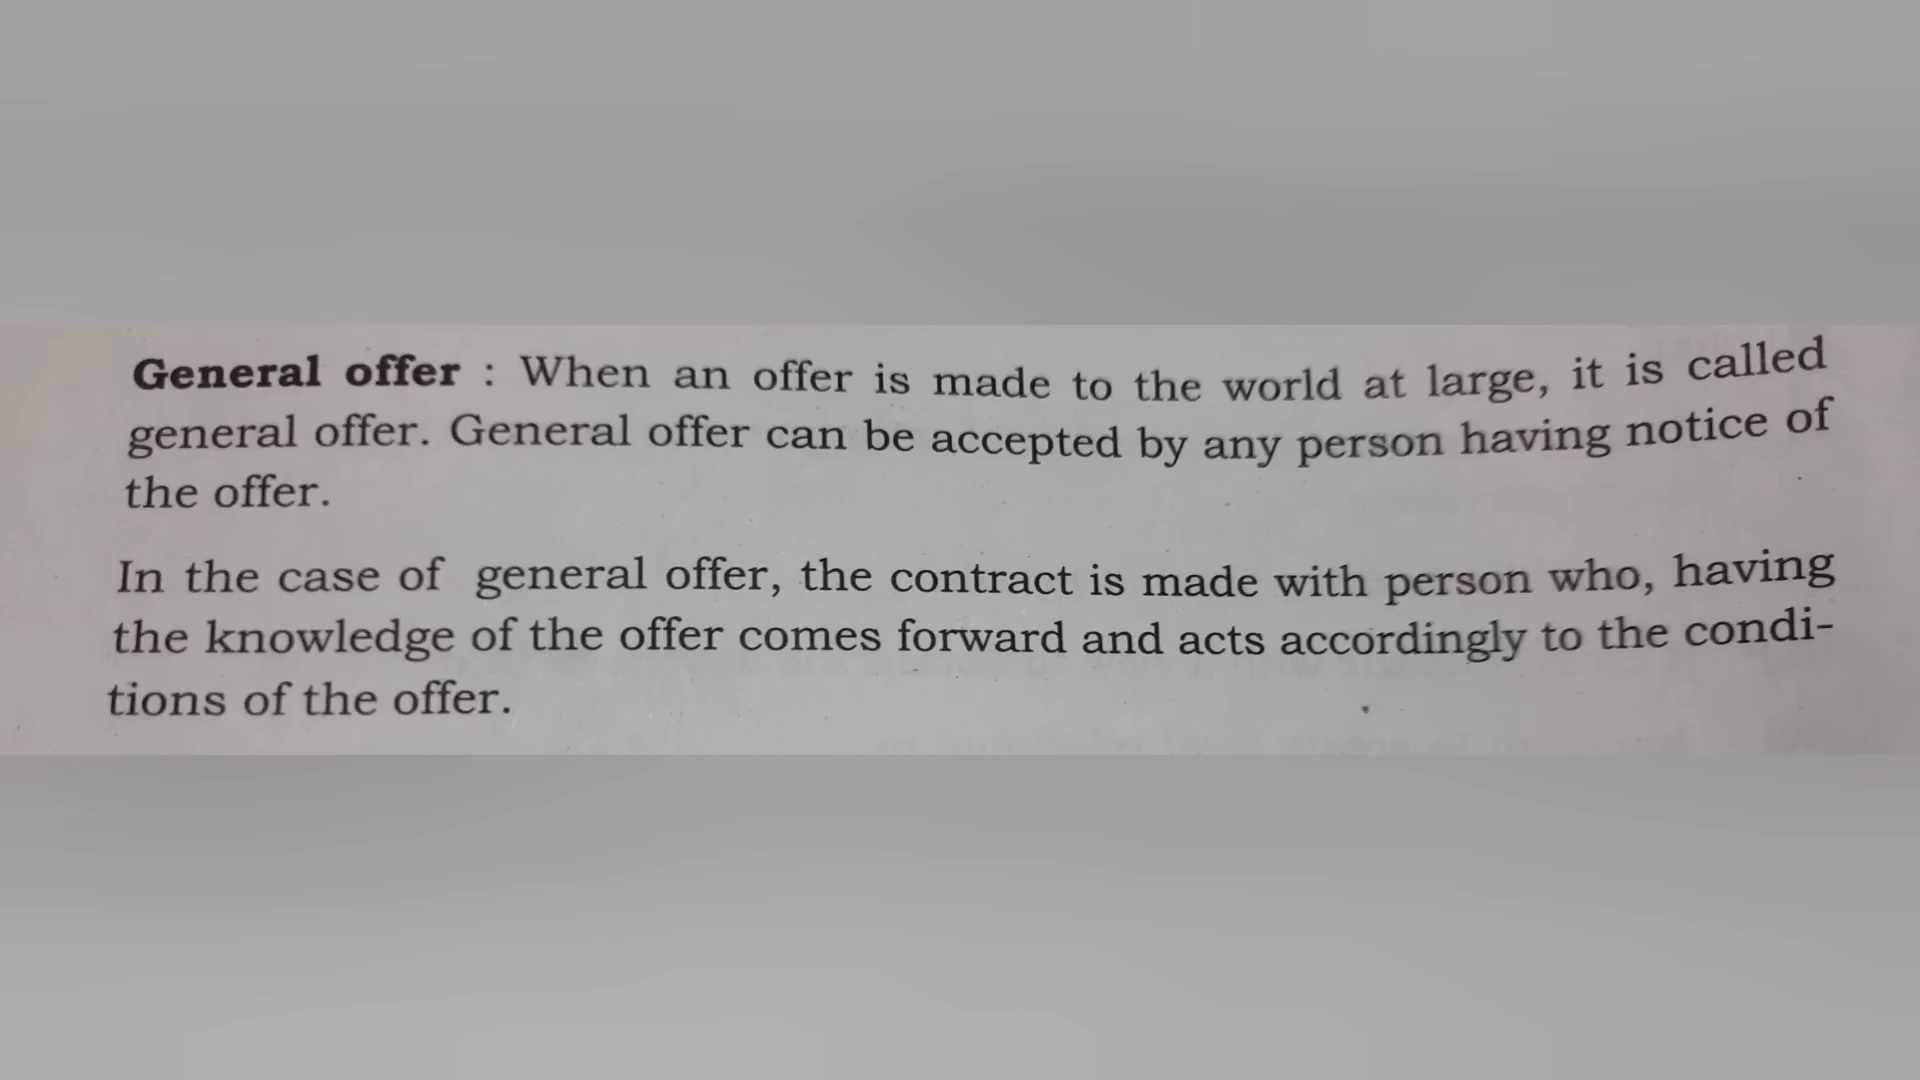 General offer : When an offer is made to the world at large, it is called
general offer. General offer can be accepted by any person having notice of
the offer.
In the case of general offer, the contract is made with person who, having
the knowledge of the offer comes forward and acts accordingly to the condi-
tions of the offer.